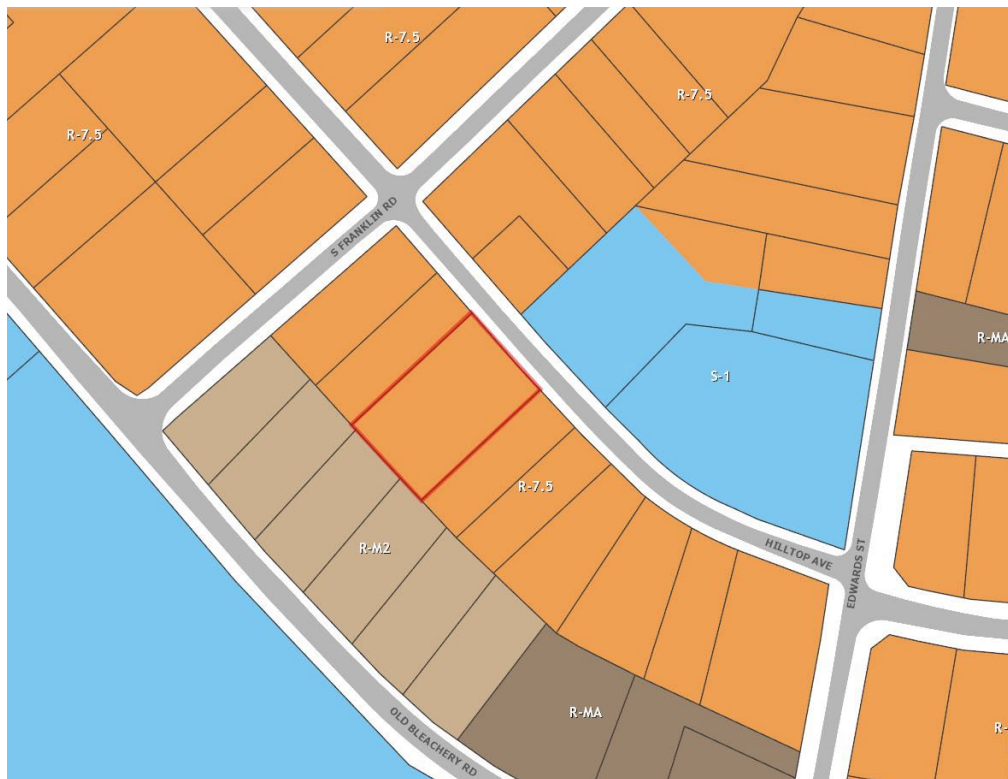 R-7.5
R-7.5
R-7.5
S FRANKLIN RD
R-MA
S-1
R-7.5
R-M2
HILLTOP AVE
EDWARDS ST
R-MA
OLD BLEACHERY RD
R-